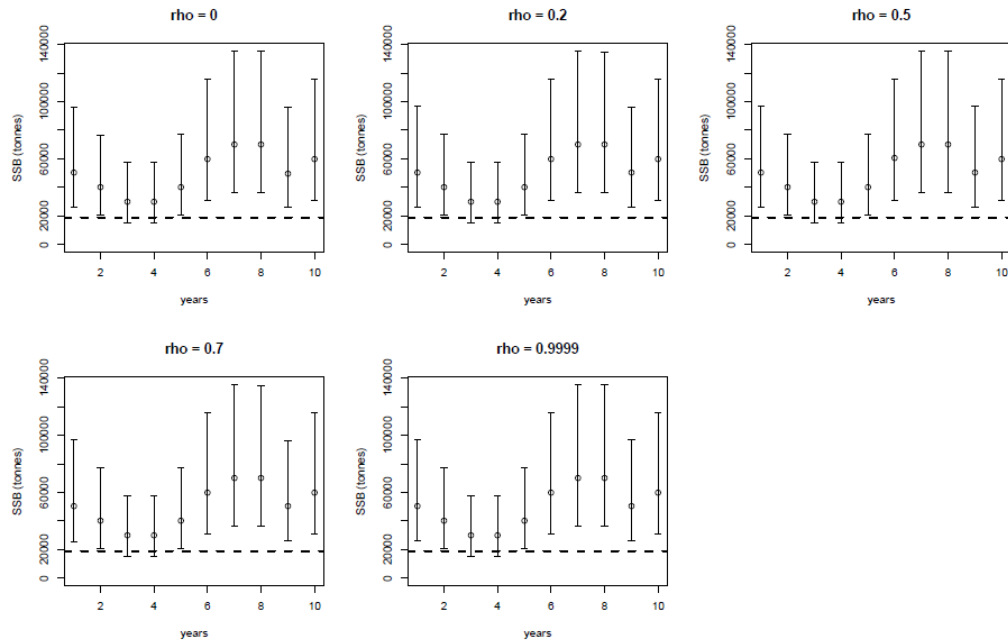 rho = 0
SSB (tonnes)
0 20000 60000 100000 140000
2 4 6 8 10
years
rho = 0.2
SSB (tonnes)
0 20000 60000 100000 140000
2 4 6 8 10
years
rho = 0.5
SSB (tonnes)
0 20000 60000 100000 140000
2 4 6 8 10
years
rho = 0.7
SSB (tonnes)
0 20000 60000 100000 140000
2 4 6 8 10
years
rho = 0.9999
SSB (tonnes)
0 20000 60000 100000 140000
2 4 6 8 10
years